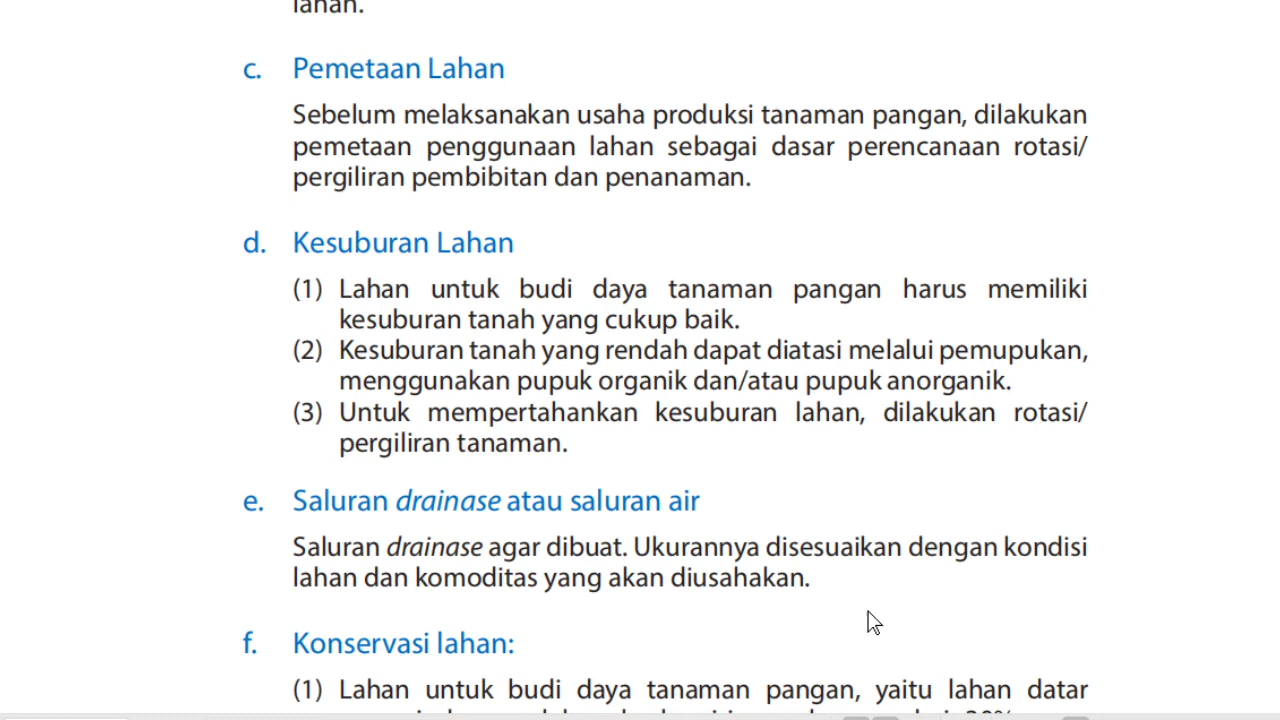 lahan.
c. Pemetaan Lahan
Sebelum melaksanakan usaha produksi tanaman pangan, dilakukan
pemetaan penggunaan lahan sebagai dasar perencanaan rotasi/
pergiliran pembibitan dan penanaman.
d. Kesuburan Lahan
(1) Lahan untuk budi daya tanaman pangan harus memiliki
kesuburan tanah yang cukup baik.
(2) Kesuburan tanah yang rendah dapat diatasi melalui pemupukan,
menggunakan pupuk organik dan/atau pupuk anorganik.
(3) Untuk mempertahankan kesuburan lahan, dilakukan rotasi/
pergiliran tanaman.
e. Saluran drainase atau saluran air
Saluran drainase agar dibuat. Ukurannya disesuaikan dengan kondisi
lahan dan komoditas yang akan diusahakan.
f. Konservasi lahan:
(1) Lahan untuk budi daya tanaman pangan, yaitu lahan datar